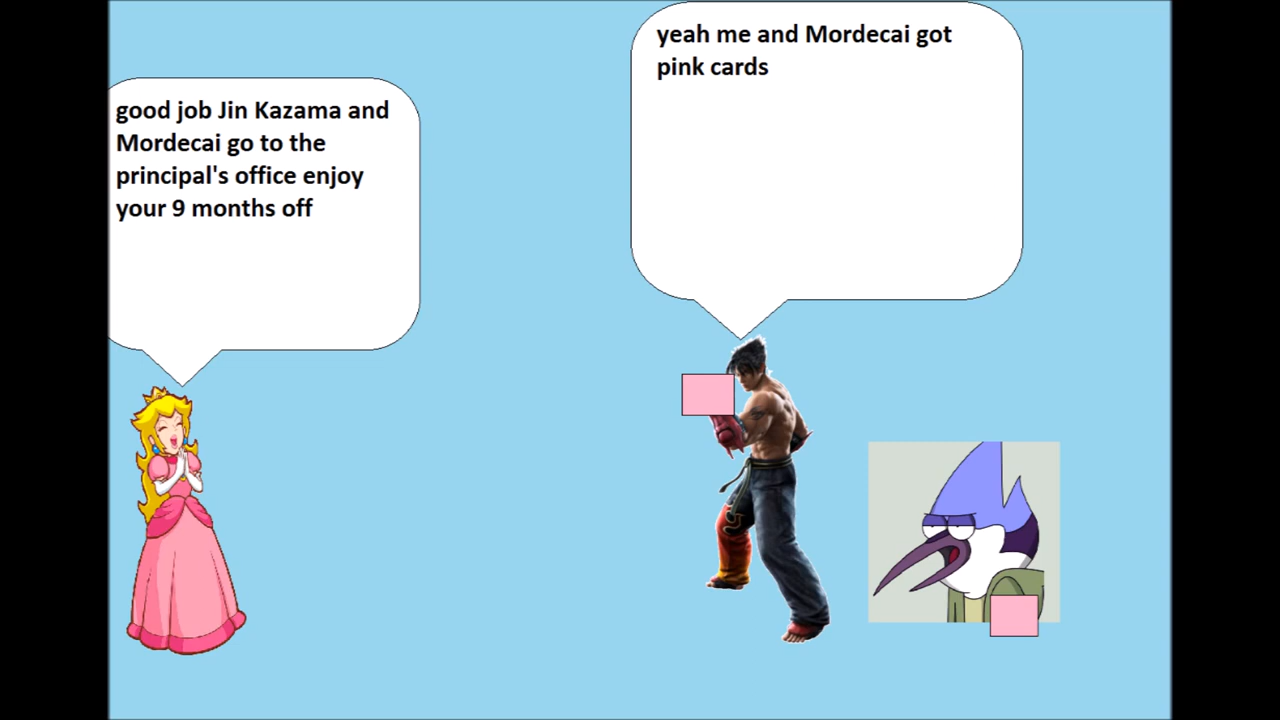 good job Jin Kazama and
Mordecai go to the
principal's office enjoy
your 9 months off
yeah me and Mordecai got
pink cards